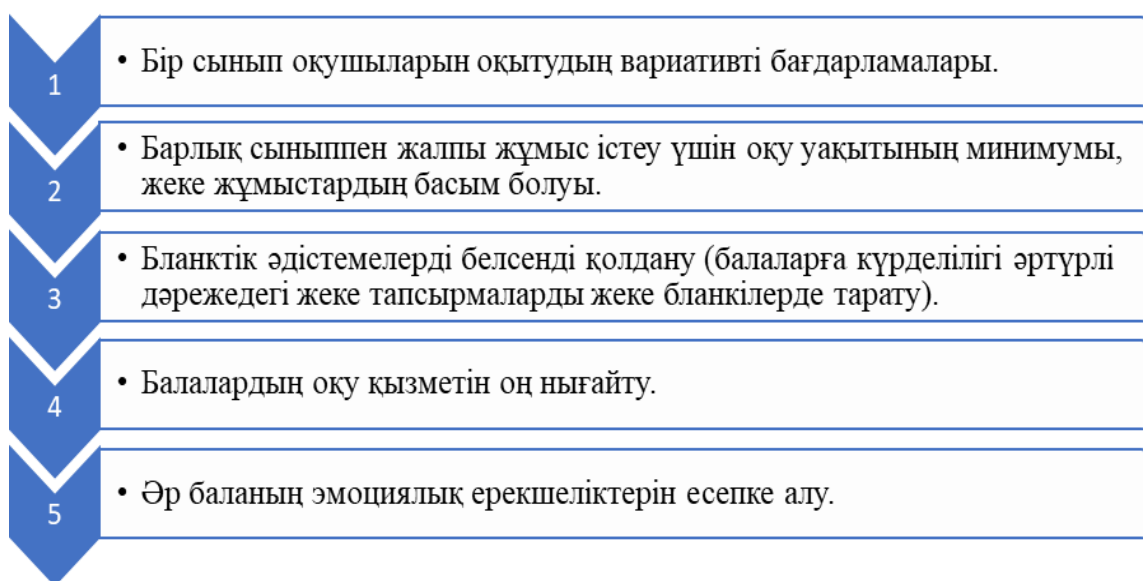 1
• Бір сынып оқушыларын оқытудың вариативті бағдарламалары.
2
• Барлық сыныппен жалпы жұмыс істеу үшін оқу уақытының минимумы,
жеке жұмыстардың басым болуы.
3
• Бланктік әдістемелерді белсенді қолдану (балаларға күрделілігі әртүрлі
дәрежедегі жеке тапсырмаларды жеке бланкілерде тарату).
4
• Балалардың оқу қызметін оң нығайту.
5
• Әр баланың эмоциялық ерекшеліктерін есепке алу.